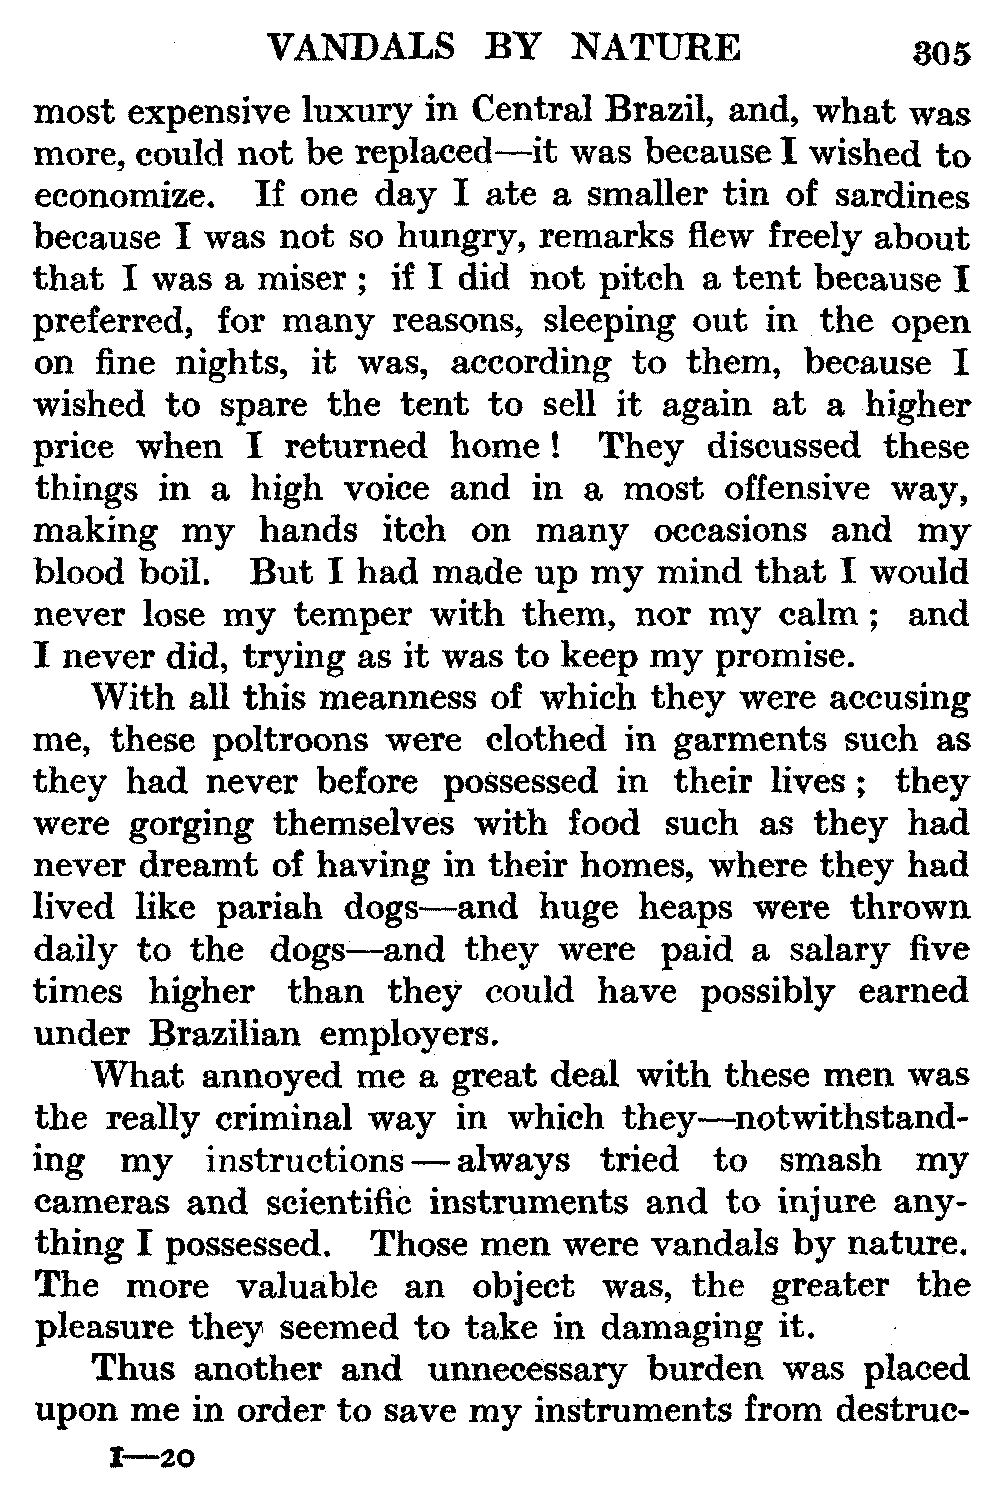 VANDALS BY NATURE 305
most expensive luxury in Central Brazil, and, what was
more, could not be replaced—it was because I wished to
economize. If one day I ate a smaller tin of sardines
because I was not so hungry, remarks flew freely about
that I was a miser ; if I did not pitch a tent because I
preferred, for many reasons, sleeping out in the open
on fine nights, it was, according to them, because I
wished to spare the tent to sell it again at a higher
price when I returned home ! They discussed these
things in a high voice and in a most offensive way,
making my hands itch on many occasions and my
blood boil. But I had made up my mind that I would
never lose my temper with them, nor my calm ; and
I never did, trying as it was to keep my promise.
With all this meanness of which they were accusing
me, these poltroons were clothed in garments such as
they had never before possessed in their lives ; they
were gorging themselves with food such as they had
never dreamt of having in their homes, where they had
lived like pariah dogs—and huge heaps were thrown
daily to the dogs—and they were paid a salary five
times higher than they could have possibly earned
under Brazilian employers.
What annoyed me a great deal with these men was
the really criminal way in which they—notwithstand-
ing my instructions—always tried to smash my
cameras and scientific instruments and to injure any-
thing I possessed. Those men were vandals by nature.
The more valuable an object was, the greater the
pleasure they seemed to take in damaging it.
Thus another and unnecessary burden was placed
upon me in order to save my instruments from destruc-
I—20